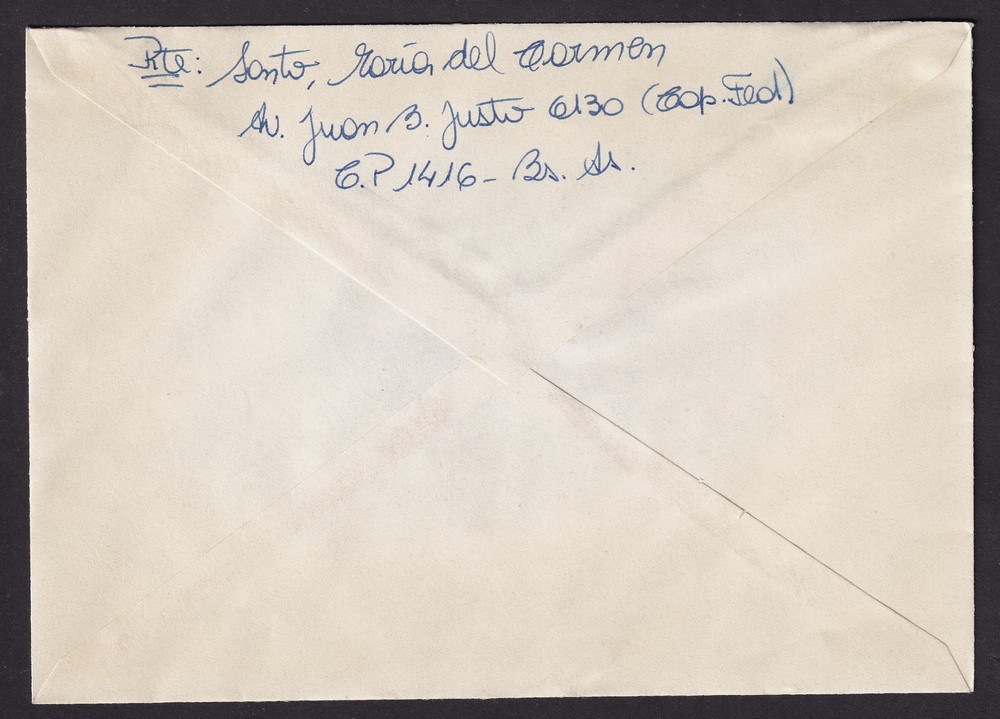 Rte: Santo, María del Carmen
Av. Juan B. Justo 6130 (Cap. Fed)
C.P 1416 - Bs. As.